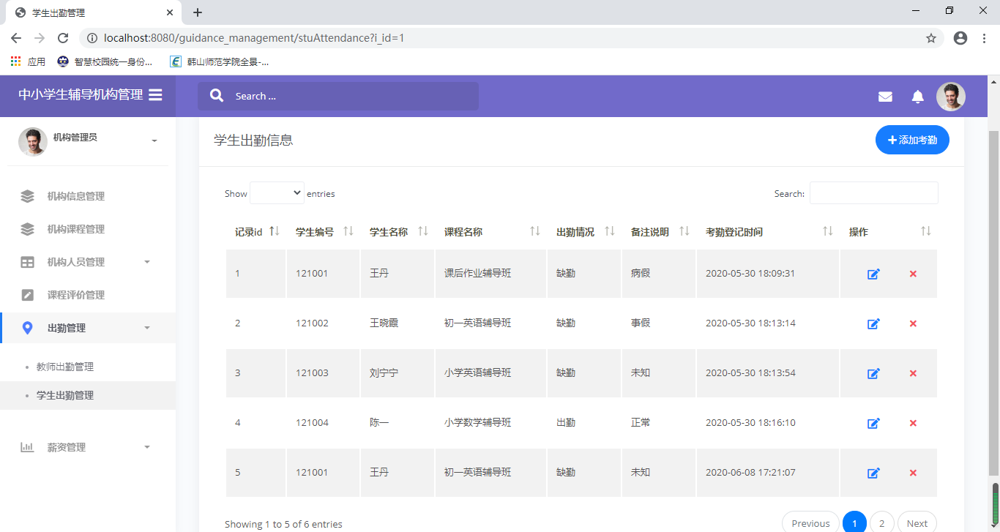 学生出勤管理
localhost:8080/guidance_management/stuAttendance?i_id=1
应用 智慧校园统一身份... 韩山师范学院全景-...
中小学生辅导机构管理 Search ...
机构管理员
机构信息管理
机构课程管理
机构人员管理
课程评价管理
出勤管理
教师出勤管理
学生出勤管理
薪资管理
学生出勤信息 添加考勤
Show entries Search:
记录id 学生编号 学生名称 课程名称 出勤情况 备注说明 考勤登记时间 操作
1 121001 王丹 课后作业辅导班 缺勤 病假 2020-05-30 18:09:31
2 121002 王晓霞 初一英语辅导班 缺勤 事假 2020-05-30 18:13:14
3 121003 刘宁宁 小学英语辅导班 缺勤 未知 2020-05-30 18:13:54
4 121004 陈一 小学数学辅导班 出勤 正常 2020-05-30 18:16:10
5 121001 王丹 初一英语辅导班 缺勤 未知 2020-06-08 17:21:07
Showing 1 to 5 of 6 entries Previous 1 2 Next